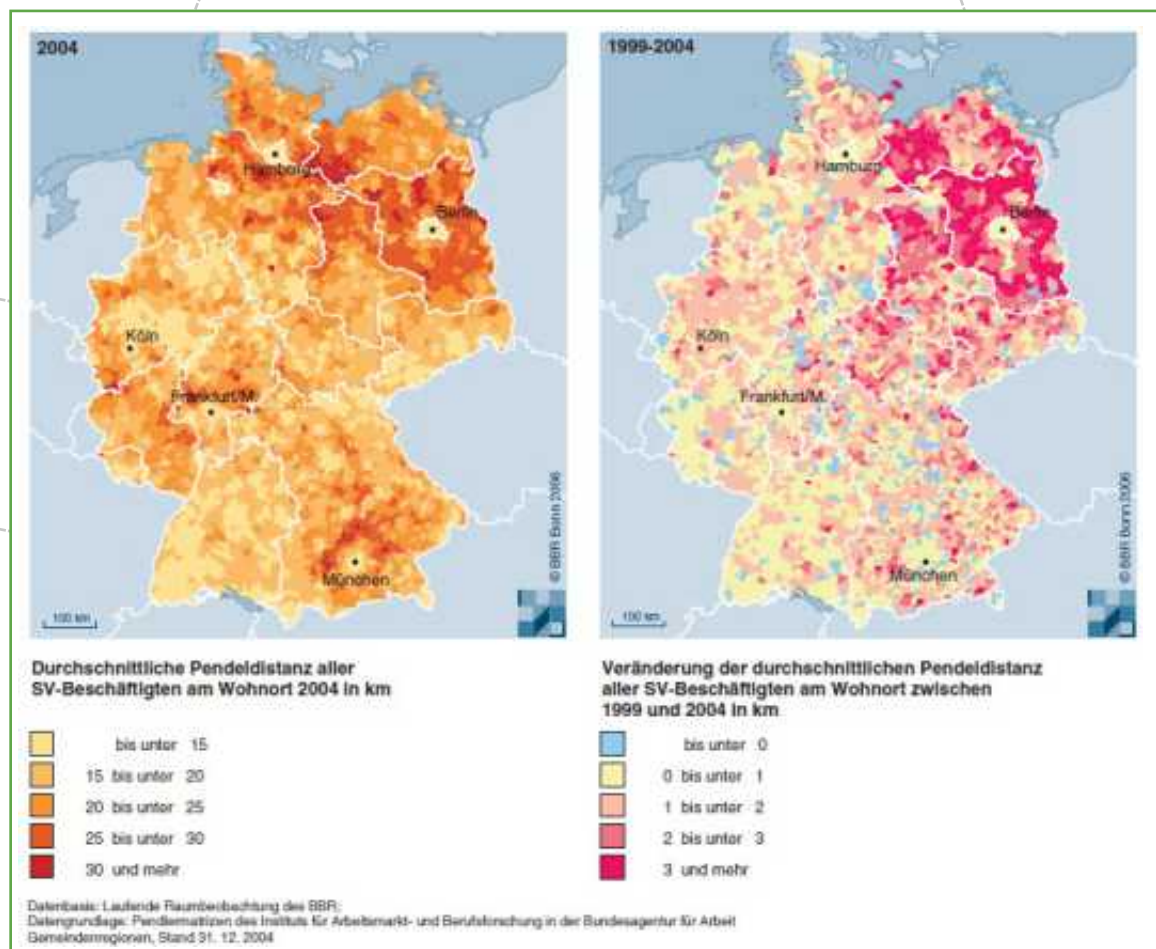 2004
Hamburg
Berlin
Köln
Frankfurt/M.
München
100 km
© BBR Bonn 2006
1999-2004
Hamburg
Berlin
Köln
Frankfurt/M.
München
100 km
© BBR Bonn 2006
Durchschnittliche Pendeldistanz aller
SV-Beschäftigten am Wohnort 2004 in km
bis unter 15
15 bis unter 20
20 bis unter 25
25 bis unter 30
30 und mehr
Veränderung der durchschnittlichen Pendeldistanz
aller SV-Beschäftigten am Wohnort zwischen
1999 und 2004 in km
bis unter 0
0 bis unter 1
1 bis unter 2
2 bis unter 3
3 und mehr
Datenbasis: Laufende Raumbeobachtung des BBR;
Datengrundlage: Pendlermatrizen des Instituts für Arbeitsmarkt- und Berufsforschung in der Bundesagentur für Arbeit
Gemeinderegionen, Stand 31. 12. 2004